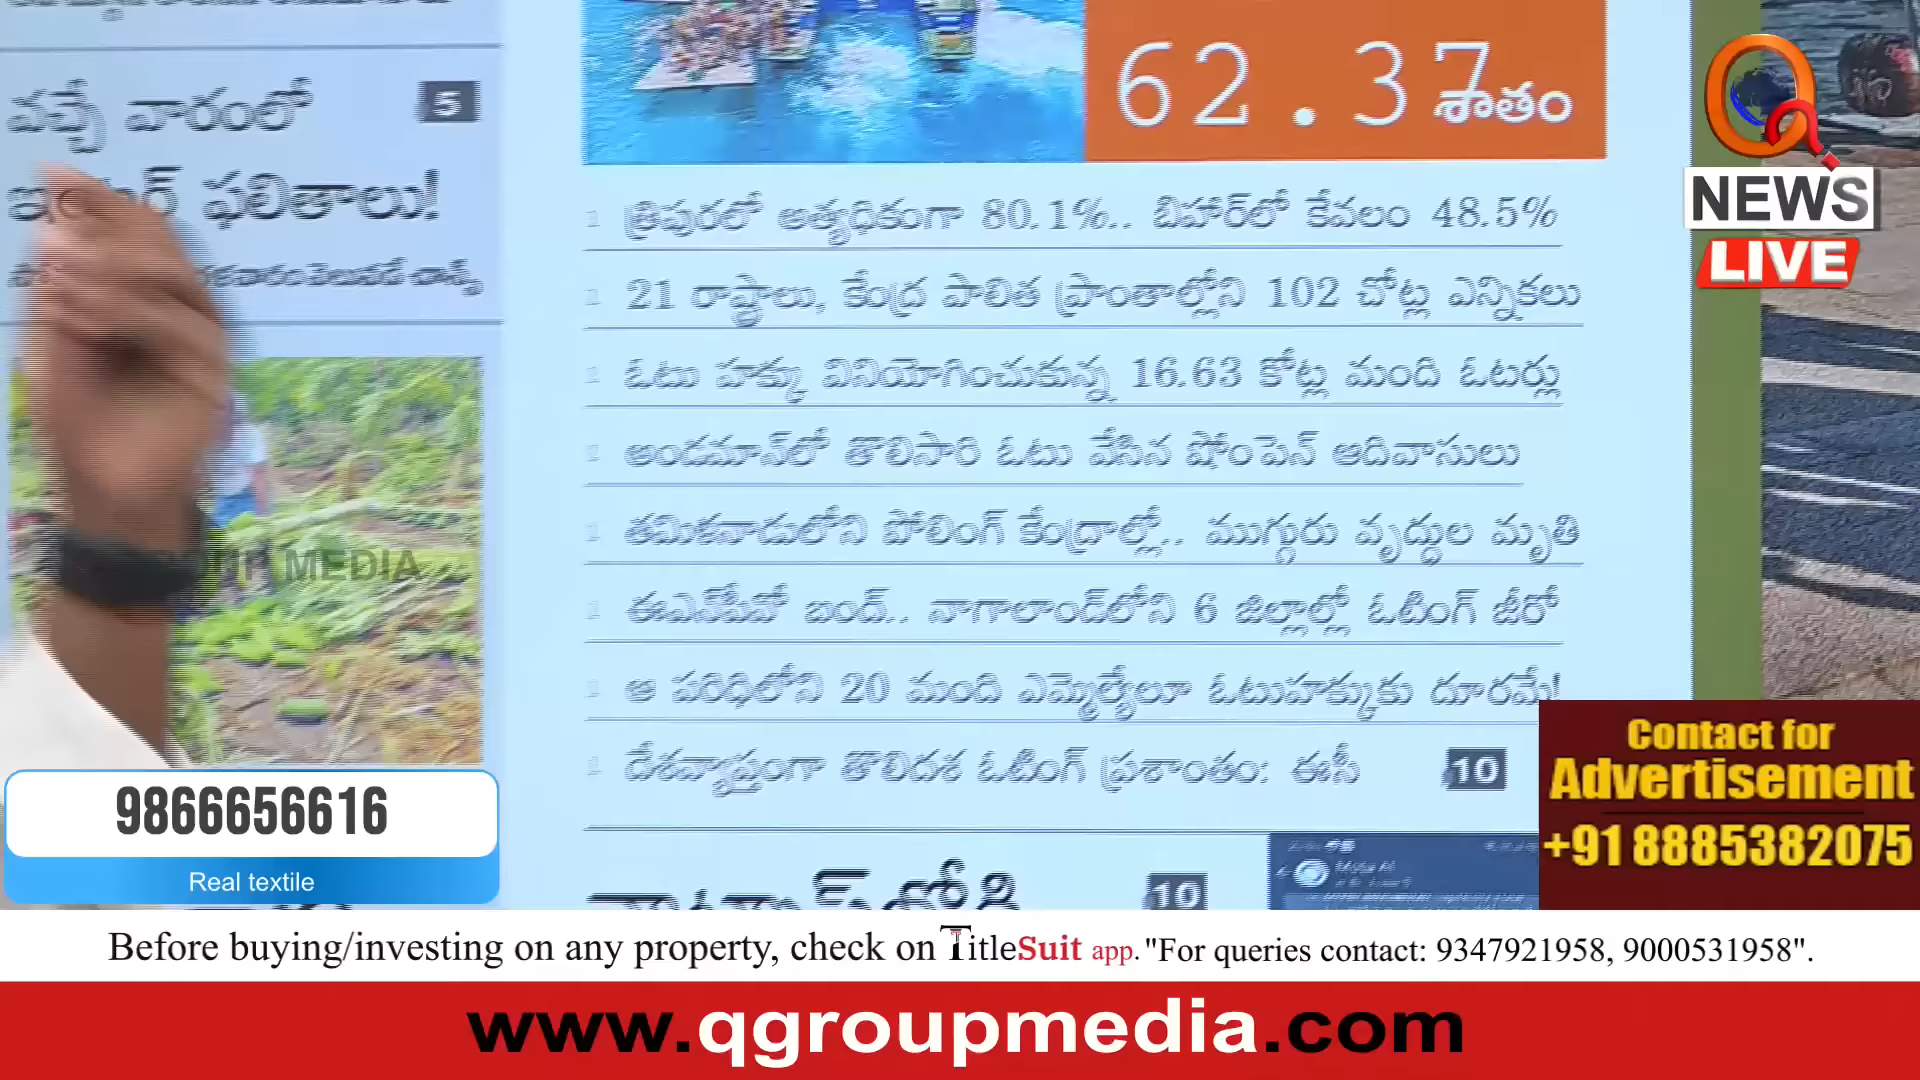 వచ్చే వారంలో
5
ఫలితాలు!
62.37
శాతం
త్రిపురలో అత్యధికంగా 80.1%.. బిహార్‌లో కేవలం 48.5%
21 రాష్ట్రాలు, కేంద్ర పాలిత ప్రాంతాల్లోని 102 చోట్ల ఎన్నికలు
ఓటు హక్కు వినియోగించుకున్న 16.63 కోట్ల మంది ఓటర్లు
అండమాన్‌లో తొలిసారి ఓటు వేసిన షోంపెన్ ఆదివాసులు
తమిళనాడులోని పోలింగ్ కేంద్రాల్లో.. ముగ్గురు వృద్ధుల మృతి
ఈఎన్‌పీవో బంద్.. నాగాలాండ్‌లోని 6 జిల్లాల్లో ఓటింగ్ జీరో
ఆ పరిధిలోని 20 మంది ఎమ్మెల్యేలూ ఓటుహక్కుకు దూరమే!
దేశవ్యాప్తంగా తొలిదశ ఓటింగ్ ప్రశాంతం: ఈసీ 10
10
MEDIA
Q
NEWS
LIVE
Contact for
Advertisement
+91 8885382075
9866656616
Real textile
Before buying/investing on any property, check on TitleSuit app. "For queries contact: 9347921958, 9000531958".
www.qgroupmedia.com